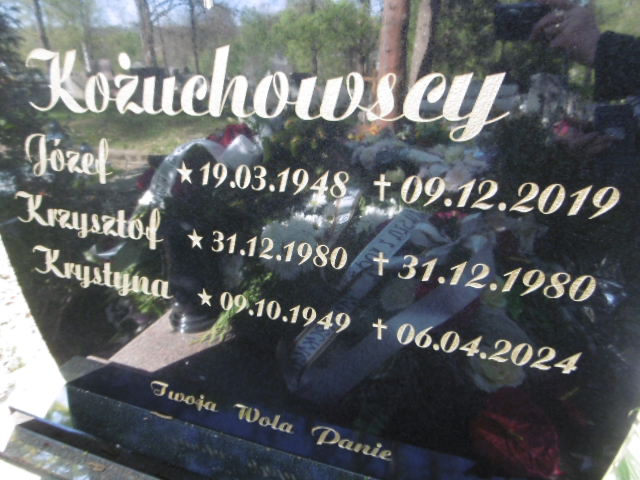 Kożuchowscy
Józef ★ 19.03.1948 ✝ 09.12.2019
Krzysztof ★ 31.12.1980 ✝ 31.12.1980
Krystyna ★ 09.10.1949 ✝ 06.04.2024
Twoja Wola Panie